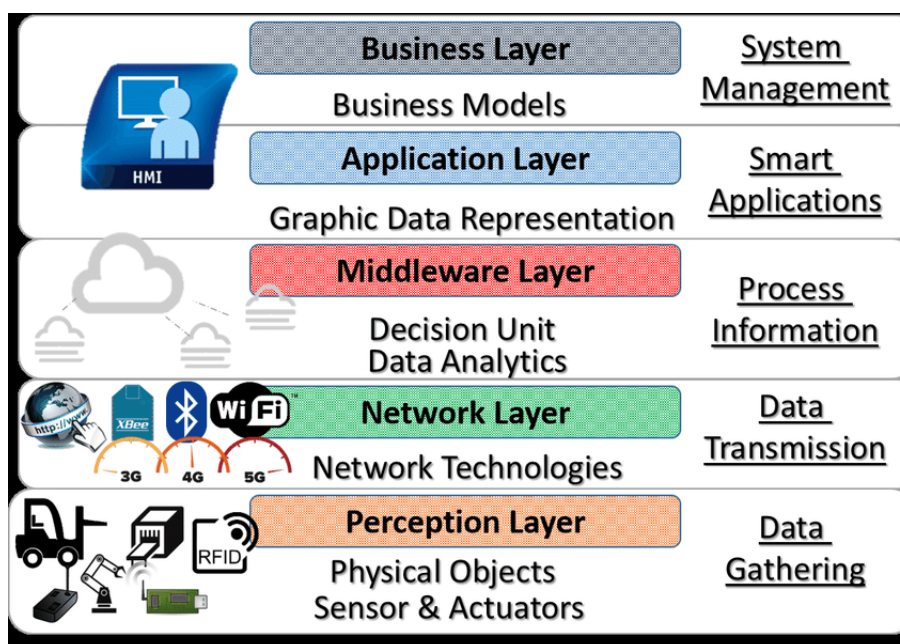 Business Layer
Business Models
System
Management
HMI
Application Layer
Graphic Data Representation
Smart
Applications
Middleware Layer
Decision Unit
Data Analytics
Process
Information
http://www.
XBee
Wi Fi
3G
4G
5G
Network Layer
Network Technologies
Data
Transmission
RFID
Perception Layer
Physical Objects
Sensor & Actuators
Data
Gathering